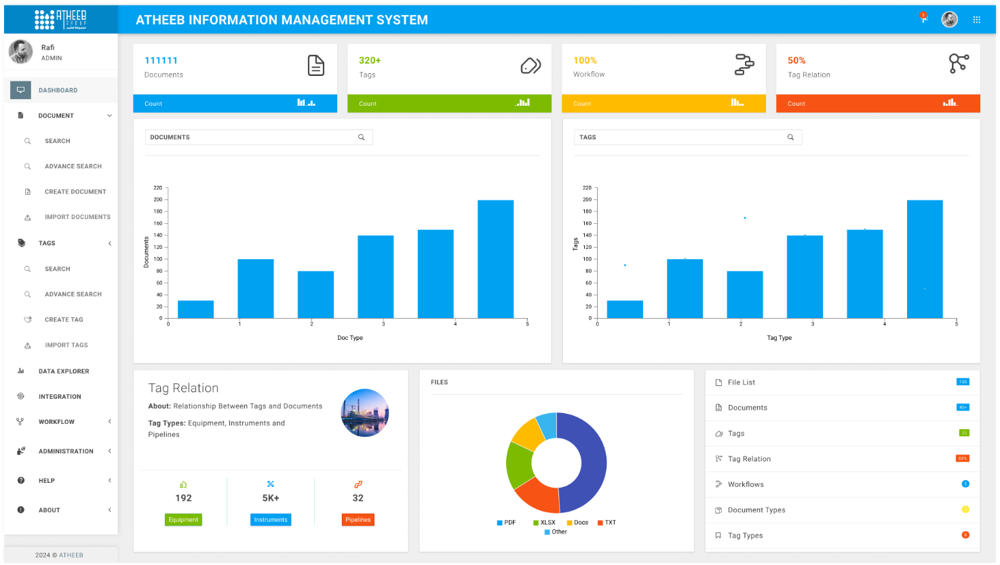 ATHEEB
GROUP
مجموعة عذيب
ATHEEB INFORMATION MANAGEMENT SYSTEM
Rafi
ADMIN
DASHBOARD
DOCUMENT
SEARCH
ADVANCE SEARCH
CREATE DOCUMENT
IMPORT DOCUMENTS
TAGS
SEARCH
ADVANCE SEARCH
CREATE TAG
IMPORT TAGS
DATA EXPLORER
INTEGRATION
WORKFLOW
ADMINISTRATION
HELP
ABOUT
2024 © ATHEEB
111111
Documents
Count
320+
Tags
Count
100%
Workflow
Count
50%
Tag Relation
Count
DOCUMENTS
220
200
180
160
140
120
100
80
60
40
20
0
Documents
0 1 2 3 4 5
Doc Type
TAGS
220
200
180
160
140
120
100
80
60
40
20
0
Tags
0 1 2 3 4 5
Tag Type
Tag Relation
About: Relationship Between Tags and Documents
Tag Types: Equipment, Instruments and
Pipelines
192
Equipment
5K+
Instruments
32
Pipelines
FILES
PDF XLSX Docs TXT
Other
File List 100
Documents 40+
Tags 22
Tag Relation 60%
Workflows 5
Document Types
Tag Types 8